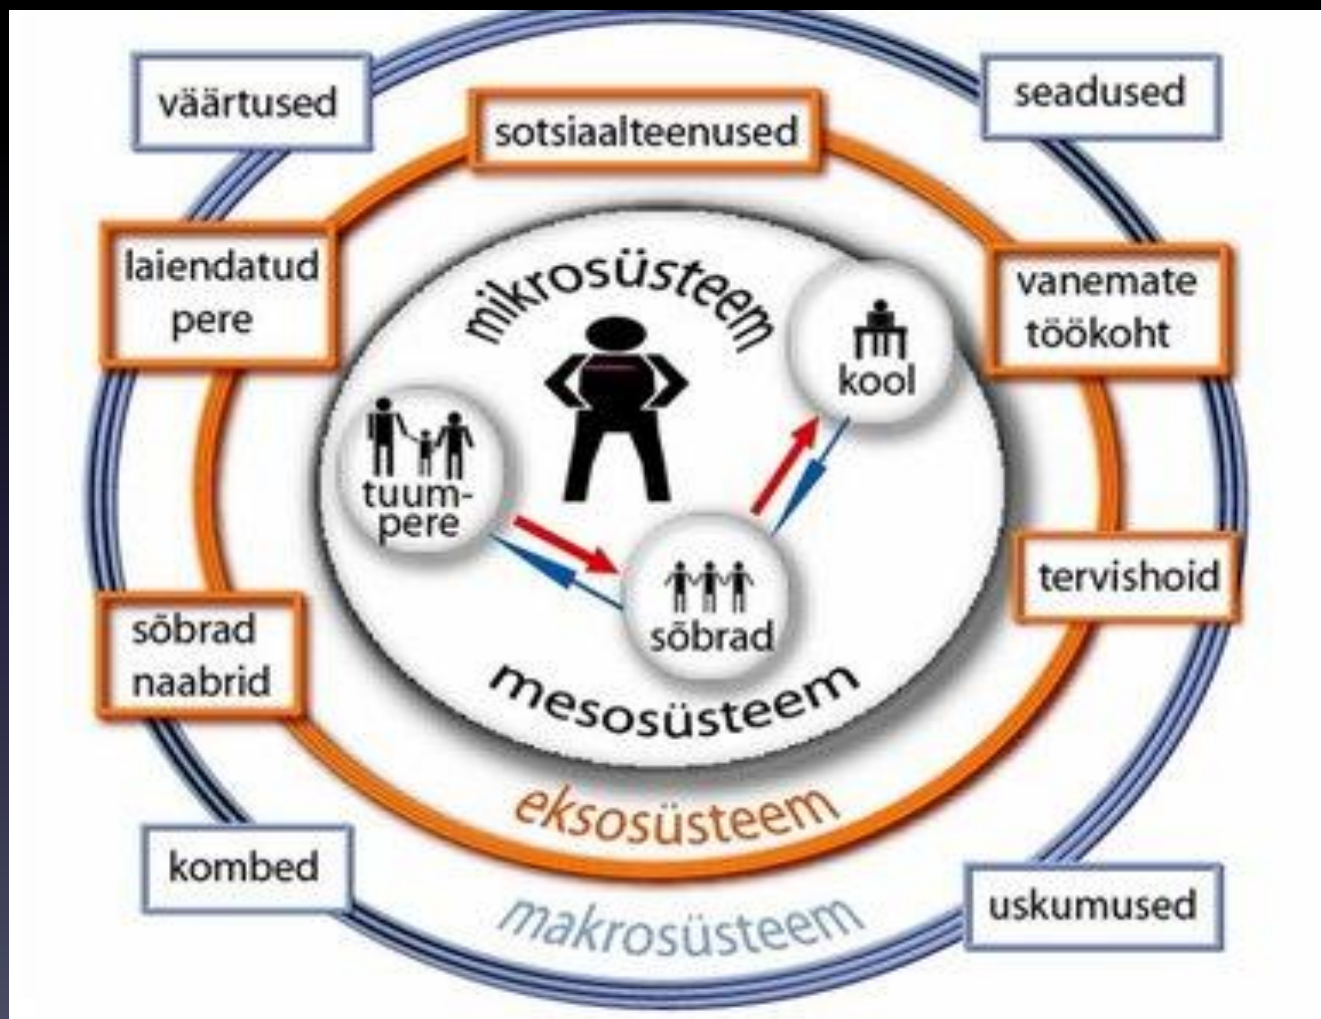 väärtused
seadused
sotsiaalteenused
laiendatud
pere
vanemate
töökoht
mikrosüsteem
kool
tuum-
pere
sõbrad
tervishoid
sõbrad
naabrid
mesosüsteem
eksosüsteem
kombed
makrosüsteem
uskumused